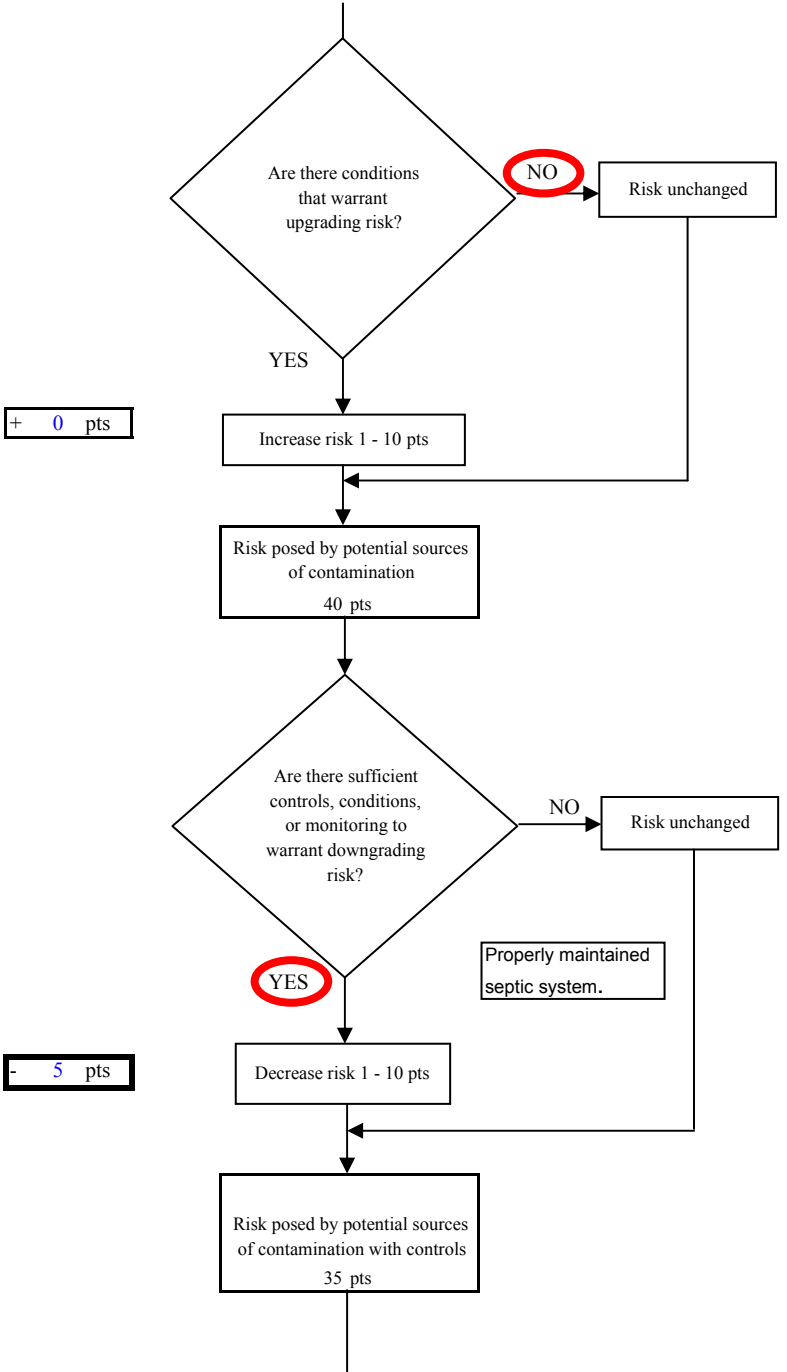 Are there conditions
that warrant
upgrading risk?
NO
Risk unchanged
YES
+ 0 pts
Increase risk 1 - 10 pts
Risk posed by potential sources
of contamination
40 pts
Are there sufficient
controls, conditions,
or monitoring to
warrant downgrading
risk?
NO
Risk unchanged
Properly maintained
septic system.
YES
- 5 pts
Decrease risk 1 - 10 pts
Risk posed by potential sources
of contamination with controls
35 pts